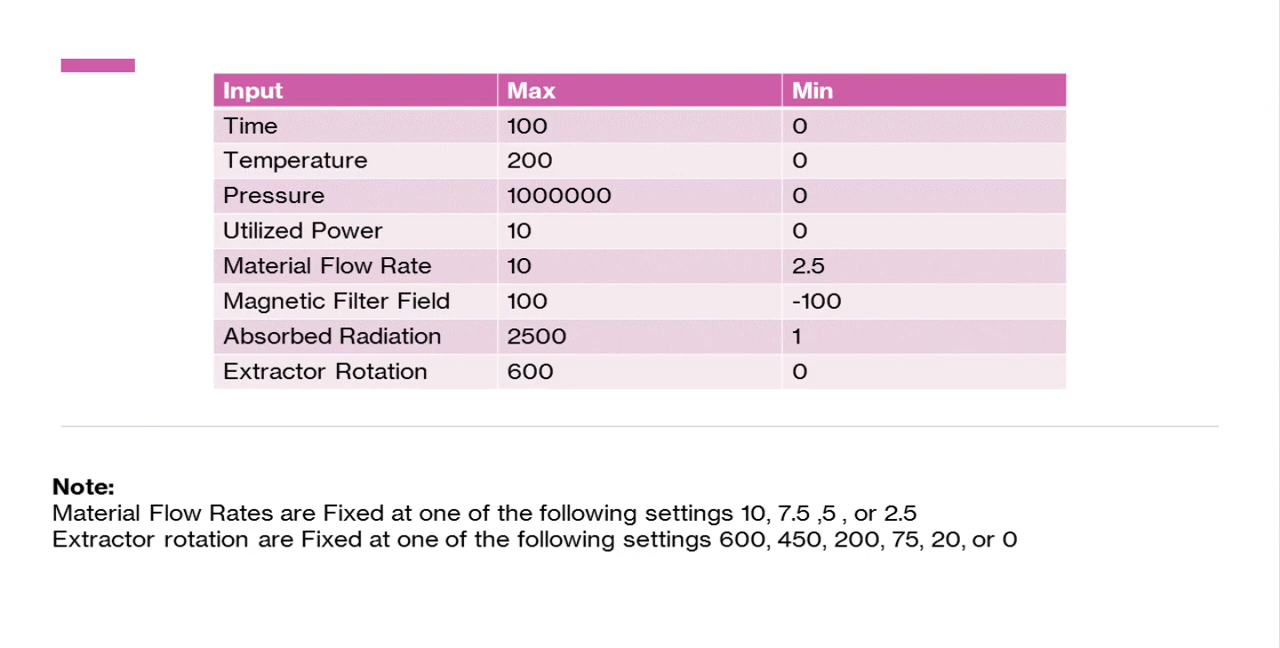 Input Max Min
Time 100 0
Temperature 200 0
Pressure 1000000 0
Utilized Power 10 0
Material Flow Rate 10 2.5
Magnetic Filter Field 100 -100
Absorbed Radiation 2500 1
Extractor Rotation 600 0
Note:
Material Flow Rates are Fixed at one of the following settings 10, 7.5 ,5 , or 2.5
Extractor rotation are Fixed at one of the following settings 600, 450, 200, 75, 20, or 0